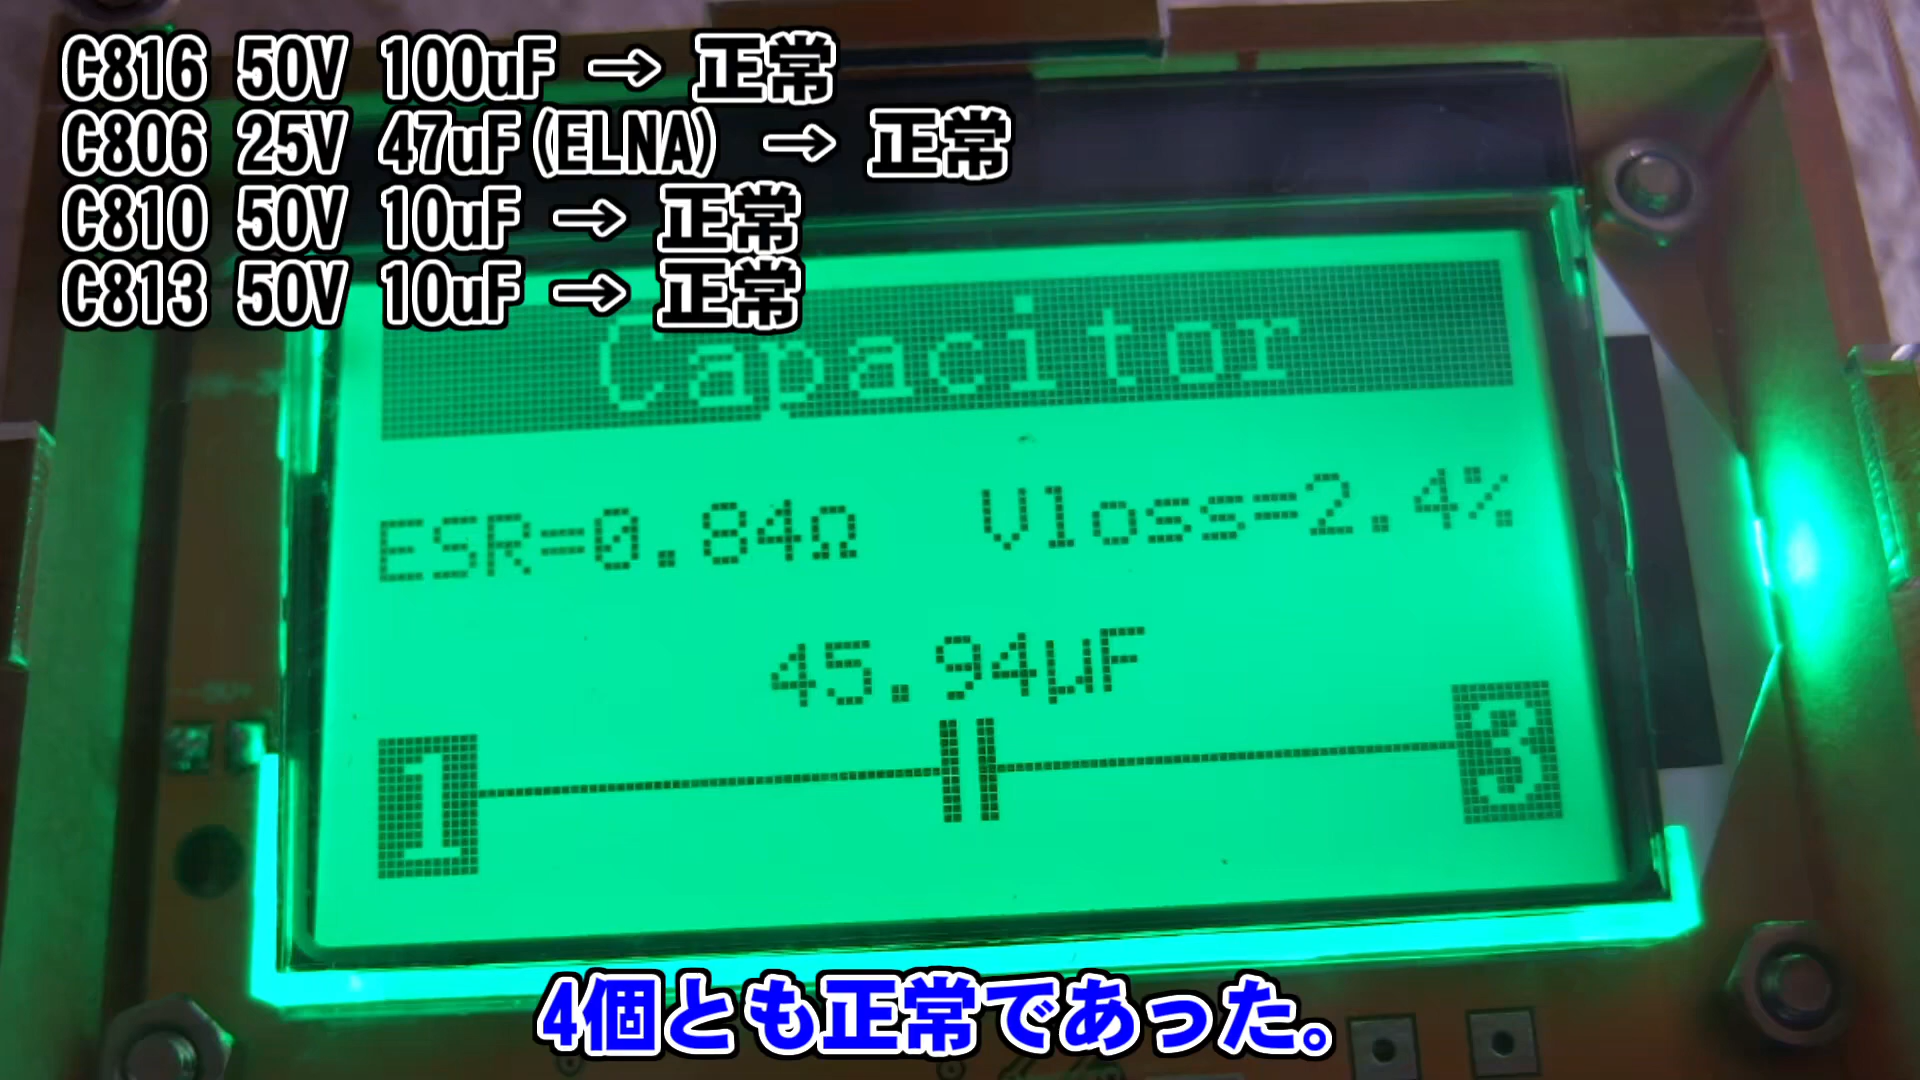 C816 50V 100uF → 正常
C806 25V 47uF(ELNA) → 正常
C810 50V 10uF → 正常
C813 50V 10uF → 正常
Capacitor
ESR=0.84Ω Vloss=2.4%
45.94µF
1 3
4個とも正常であった。